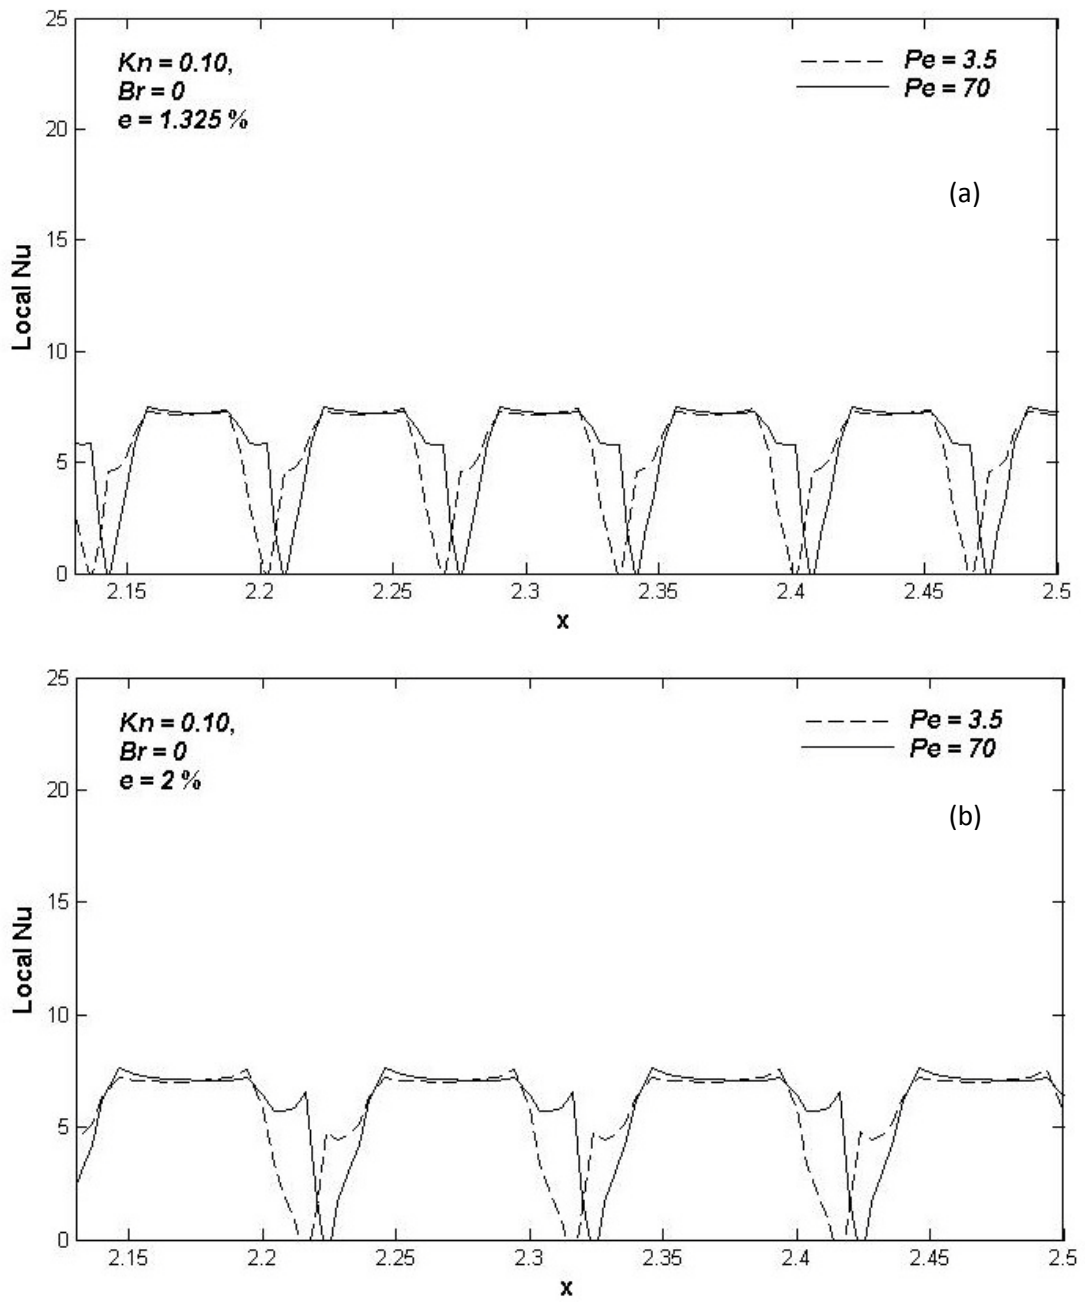 25
Kn = 0.10,
Br = 0
e = 1.325 %
Pe = 3.5
Pe = 70
20
(a)
15
Local Nu
10
5
0
2.15 2.2 2.25 2.3 2.35 2.4 2.45 2.5
x
25
Kn = 0.10,
Br = 0
e = 2 %
Pe = 3.5
Pe = 70
20
(b)
15
Local Nu
10
5
0
2.15 2.2 2.25 2.3 2.35 2.4 2.45 2.5
x